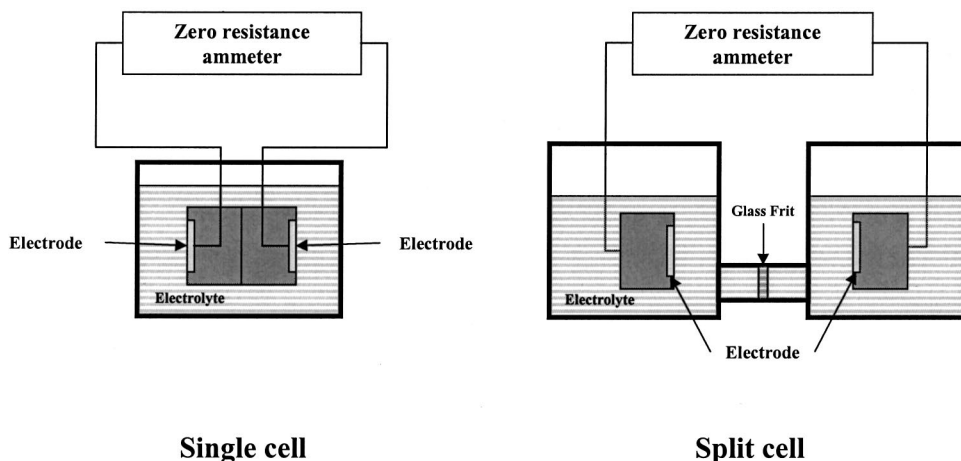 Zero resistance
ammeter
Electrode
Electrode
Electrolyte
Single cell
Zero resistance
ammeter
Glass Frit
Electrolyte
Electrode
Split cell